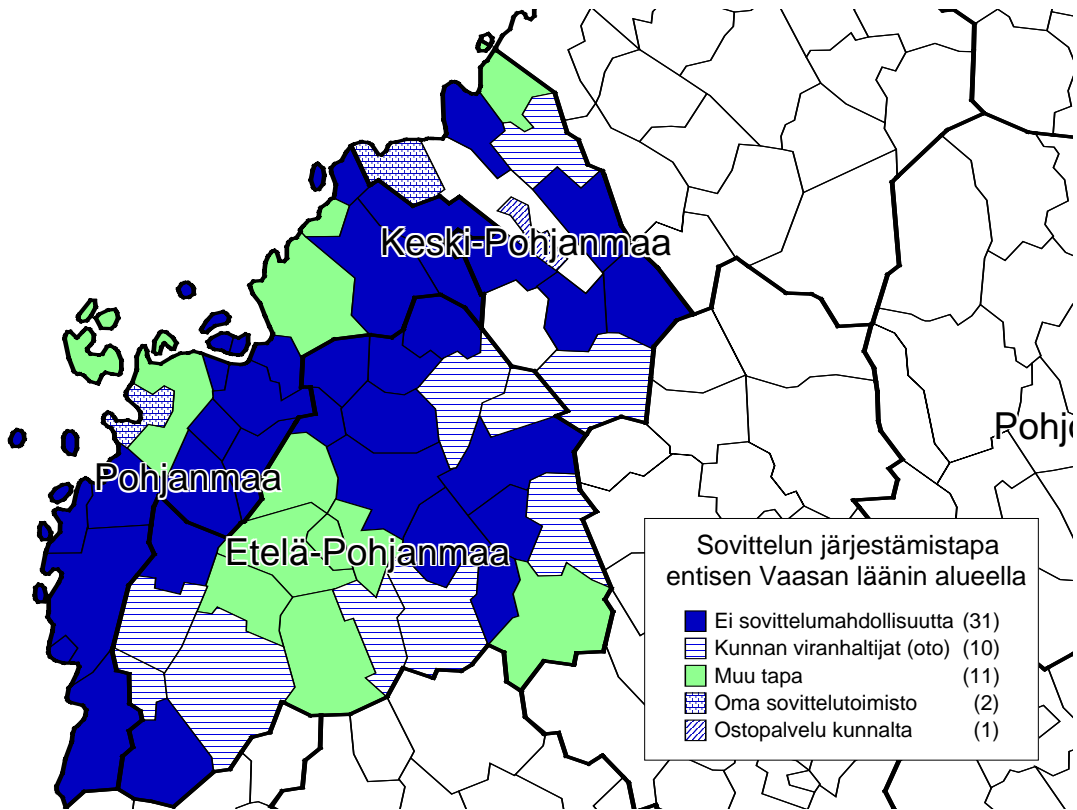 Keski-Pohjanmaa
Pohj
Pohjanmaa
Etelä-Pohjanmaa
Sovittelun järjestämistapa
entisen Vaasan läänin alueella
Ei sovittelumahdollisuutta (31)
Kunnan viranhaltijat (oto) (10)
Muu tapa (11)
Oma sovittelutoimisto (2)
Ostopalvelu kunnalta (1)